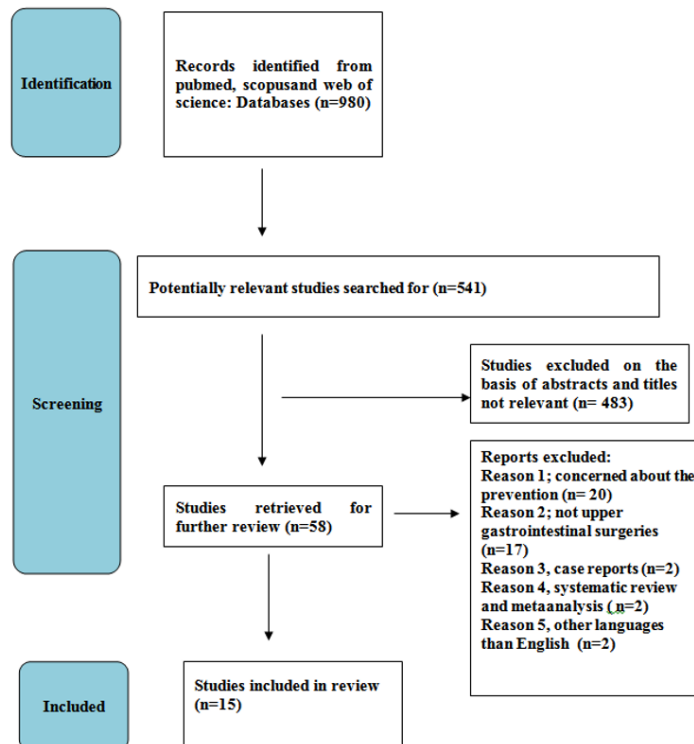 Identification
Records identified from
pubmed, scopusand web of
science: Databases (n=980)
Potentially relevant studies searched for (n=541)
Screening
Studies excluded on the
basis of abstracts and titles
not relevant (n= 483)
Studies retrieved for
further review (n=58)
Reports excluded:
Reason 1; concerned about the
prevention (n= 20)
Reason 2; not upper
gastrointestinal surgeries
(n=17)
Reason 3, case reports (n=2)
Reason 4, systematic review
and metaanalysis ( n=2)
Reason 5, other languages
than English (n=2)
Included
Studies included in review
(n=15)